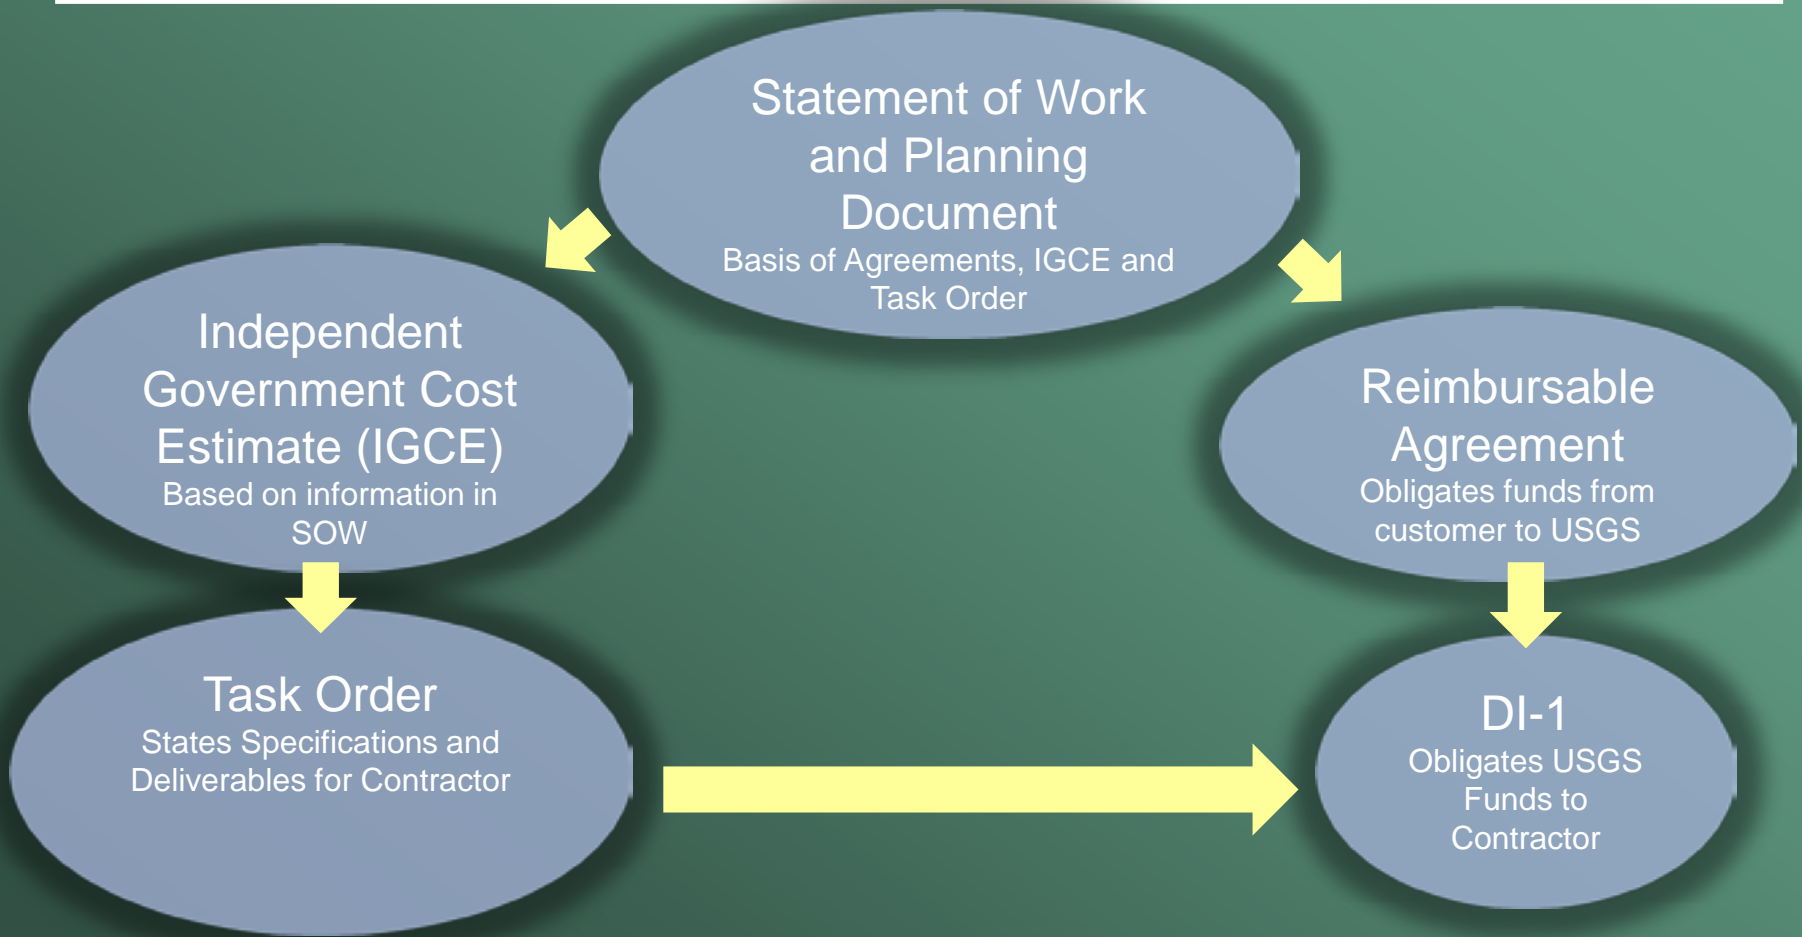 Statement of Work
and Planning
Document
Basis of Agreements, IGCE and
Task Order
Independent
Government Cost
Estimate (IGCE)
Based on information in
SOW
Reimbursable
Agreement
Obligates funds from
customer to USGS
Task Order
States Specifications and
Deliverables for Contractor
DI-1
Obligates USGS
Funds to
Contractor